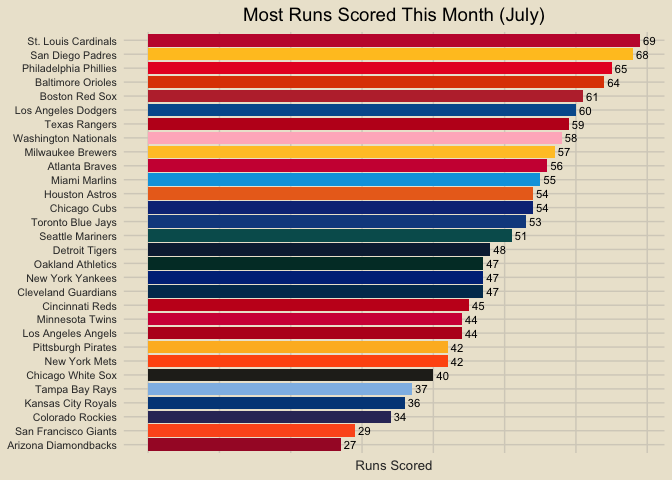 Most Runs Scored This Month (July)
St. Louis Cardinals 69
San Diego Padres 68
Philadelphia Phillies 65
Baltimore Orioles 64
Boston Red Sox 61
Los Angeles Dodgers 60
Texas Rangers 59
Washington Nationals 58
Milwaukee Brewers 57
Atlanta Braves 56
Miami Marlins 55
Houston Astros 54
Chicago Cubs 54
Toronto Blue Jays 53
Seattle Mariners 51
Detroit Tigers 48
Oakland Athletics 47
New York Yankees 47
Cleveland Guardians 47
Cincinnati Reds 45
Minnesota Twins 44
Los Angeles Angels 44
Pittsburgh Pirates 42
New York Mets 42
Chicago White Sox 40
Tampa Bay Rays 37
Kansas City Royals 36
Colorado Rockies 34
San Francisco Giants 29
Arizona Diamondbacks 27
Runs Scored